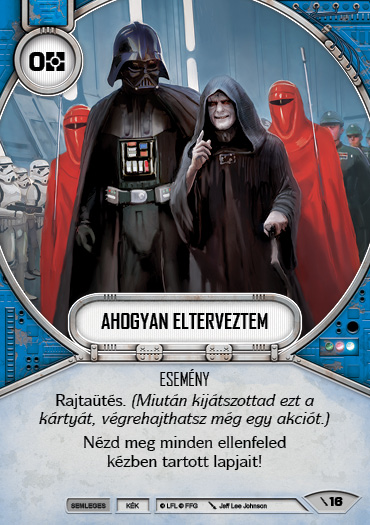 0
AHOGYAN ELTERVEZTEM
ESEMÉNY
Rajtaütés. (Miután kijátszottad ezt a
kártyát, végrehajthatsz még egy akciót.)
Nézd meg minden ellenfeled
kézben tartott lapjait!
SEMLEGES KÉK © LFL © FFG Jeff Lee Johnson 16